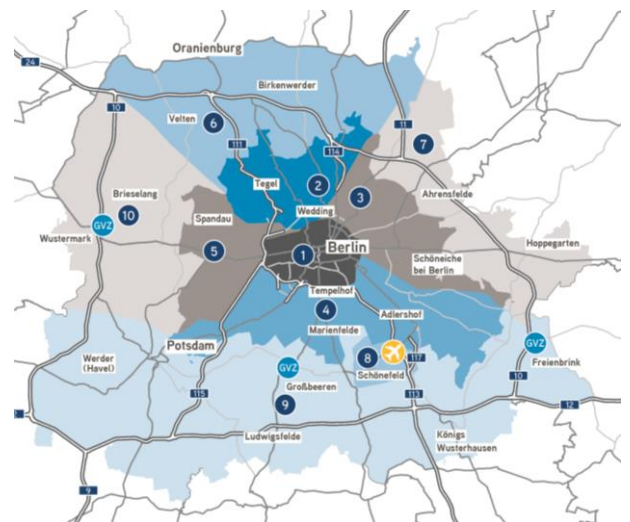 Oranienburg
24
Birkenwerder
10
Velten
6
111
114
11
7
2
Tegel
3
Ahrensfelde
Brieselang
10
Spandau
Wedding
GVZ
Wustermark
5
1
Berlin
Hoppegarten
Schöneiche
bei Berlin
Tempelhof
4
Adlershof
Marienfelde
Potsdam
8
117
GVZ
Freienbrink
Werder
(Havel)
GVZ
Schönefeld
Großbeeren
10
115
9
113
12
Ludwigsfelde
Königs
Wusterhausen
9